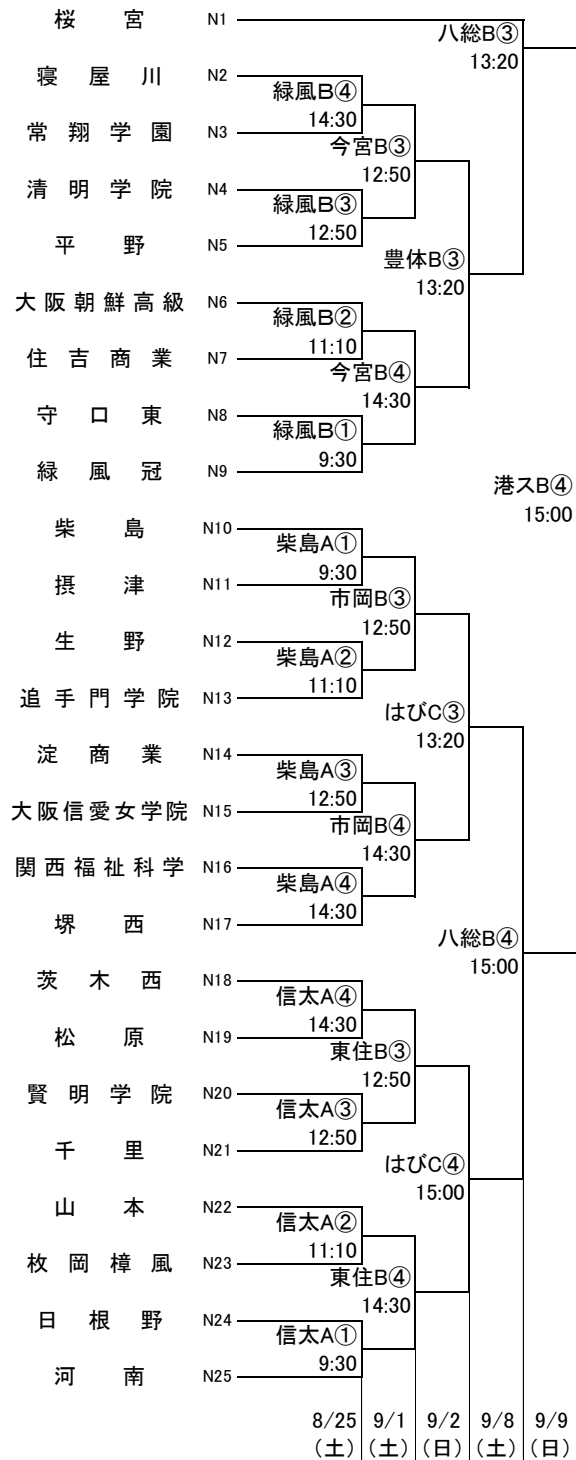 桜宮 N1
八総B③
13:20
寝屋川 N2
緑風B④
14:30
常翔学園 N3
今宮B③
12:50
清明学院 N4
緑風B③
12:50
平野 N5
豊体B③
13:20
大阪朝鮮高級 N6
緑風B②
11:10
住吉商業 N7
今宮B④
14:30
守口東 N8
緑風B①
9:30
緑風冠 N9
港スB④
15:00
柴島 N10
柴島A①
9:30
摂津 N11
市岡B③
12:50
生野 N12
柴島A②
11:10
追手門学院 N13
はびC③
13:20
淀商業 N14
柴島A③
12:50
大阪信愛女学院 N15
市岡B④
14:30
関西福祉科学 N16
柴島A④
14:30
堺西 N17
八総B④
15:00
茨木西 N18
信太A④
14:30
松原 N19
東住B③
12:50
賢明学院 N20
信太A③
12:50
千里 N21
はびC④
15:00
山本 N22
信太A②
11:10
枚岡樟風 N23
東住B④
14:30
日根野 N24
信太A①
9:30
河南 N25
8/25 9/1 9/2 9/8 9/9
(土) (土) (日) (土) (日)